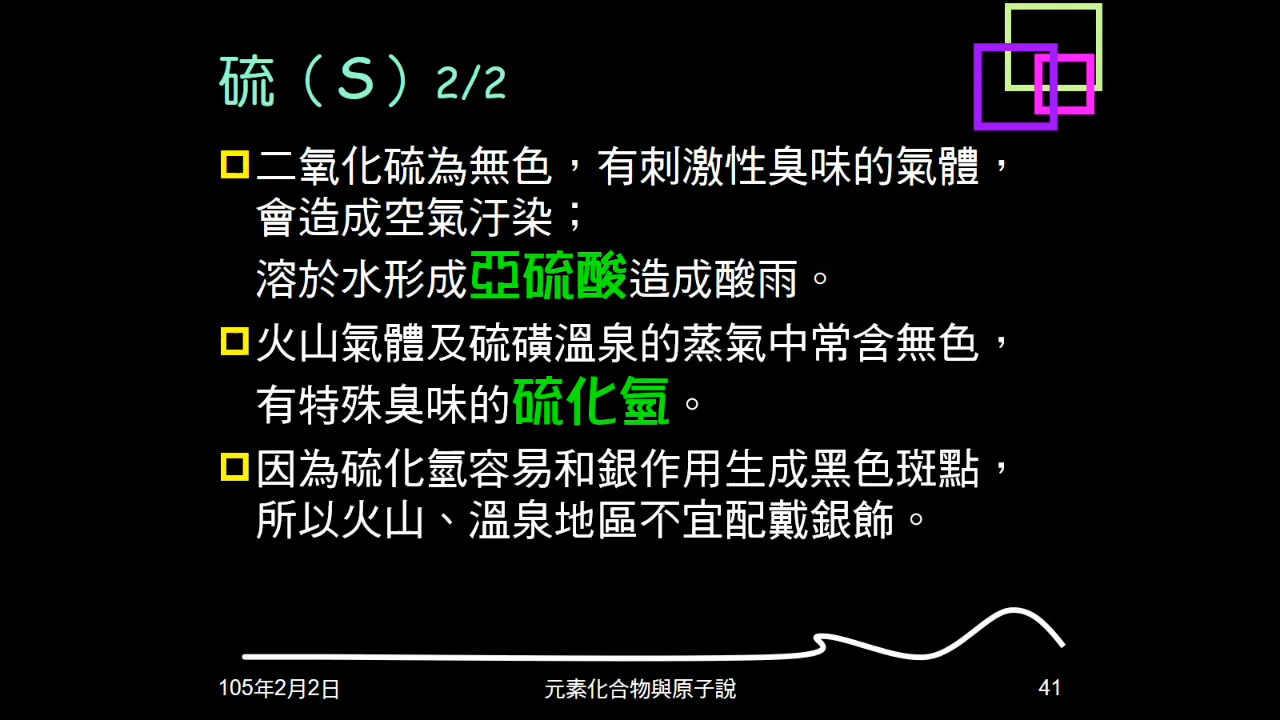 硫（S）2/2
二氧化硫為無色，有刺激性臭味的氣體，
會造成空氣汙染；
溶於水形成亞硫酸造成酸雨。
火山氣體及硫磺溫泉的蒸氣中常含無色，
有特殊臭味的硫化氫。
因為硫化氫容易和銀作用生成黑色斑點，
所以火山、溫泉地區不宜配戴銀飾。
105年2月2日
元素化合物與原子說
41